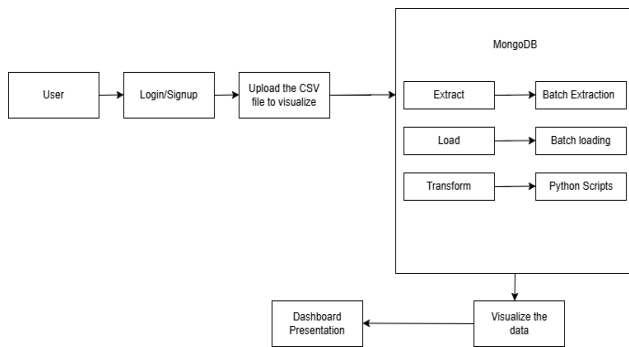 MongoDB
User
Login/Signup
Upload the CSV
file to visualize
Extract
Batch Extraction
Load
Batch loading
Transform
Python Scripts
Visualize the
data
Dashboard
Presentation